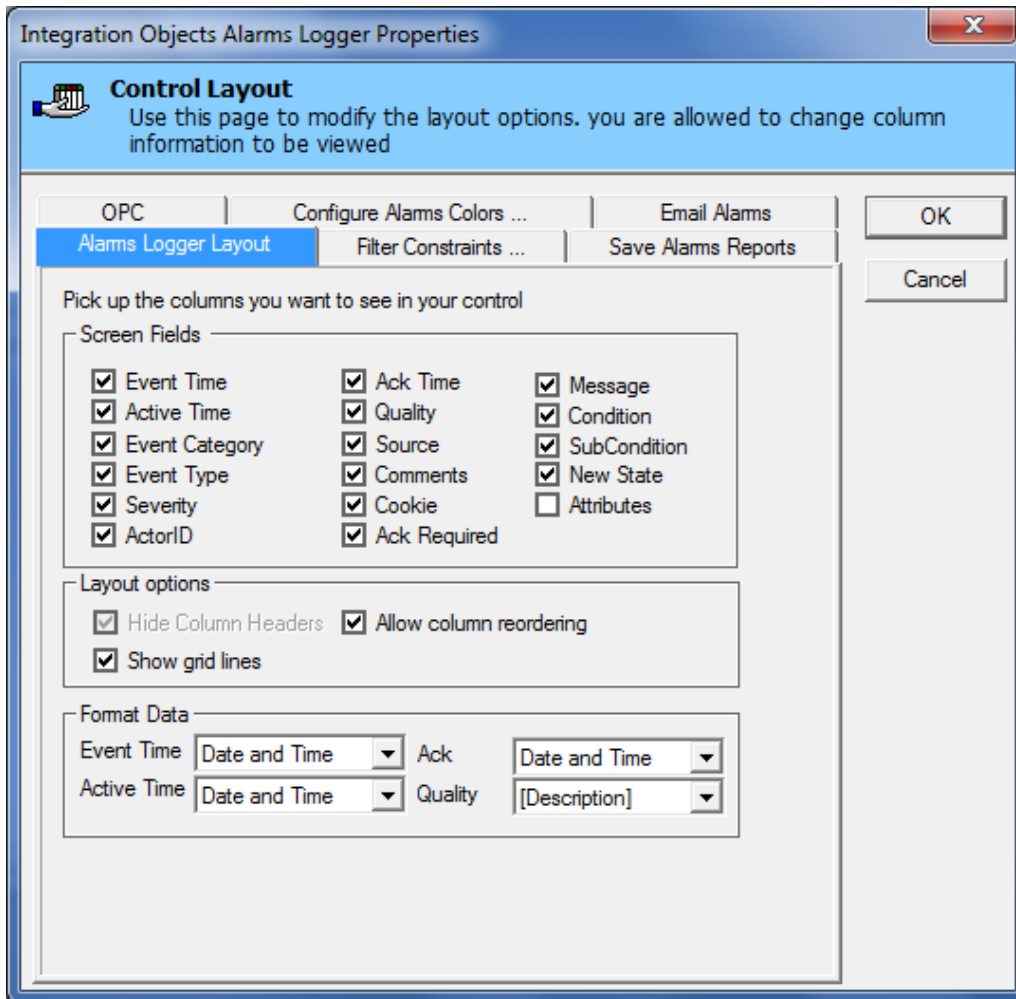 Integration Objects Alarms Logger Properties
X
Control Layout
Use this page to modify the layout options. you are allowed to change column
information to be viewed
OPC Configure Alarms Colors ... Email Alarms
Alarms Logger Layout Filter Constraints ... Save Alarms Reports
OK
Cancel
Pick up the columns you want to see in your control
Screen Fields
Event Time Ack Time Message
Active Time Quality Condition
Event Category Source SubCondition
Event Type Comments New State
Severity Cookie Attributes
ActorID Ack Required
Layout options
Hide Column Headers Allow column reordering
Show grid lines
Format Data
Event Time Date and Time Ack Date and Time
Active Time Date and Time Quality [Description]